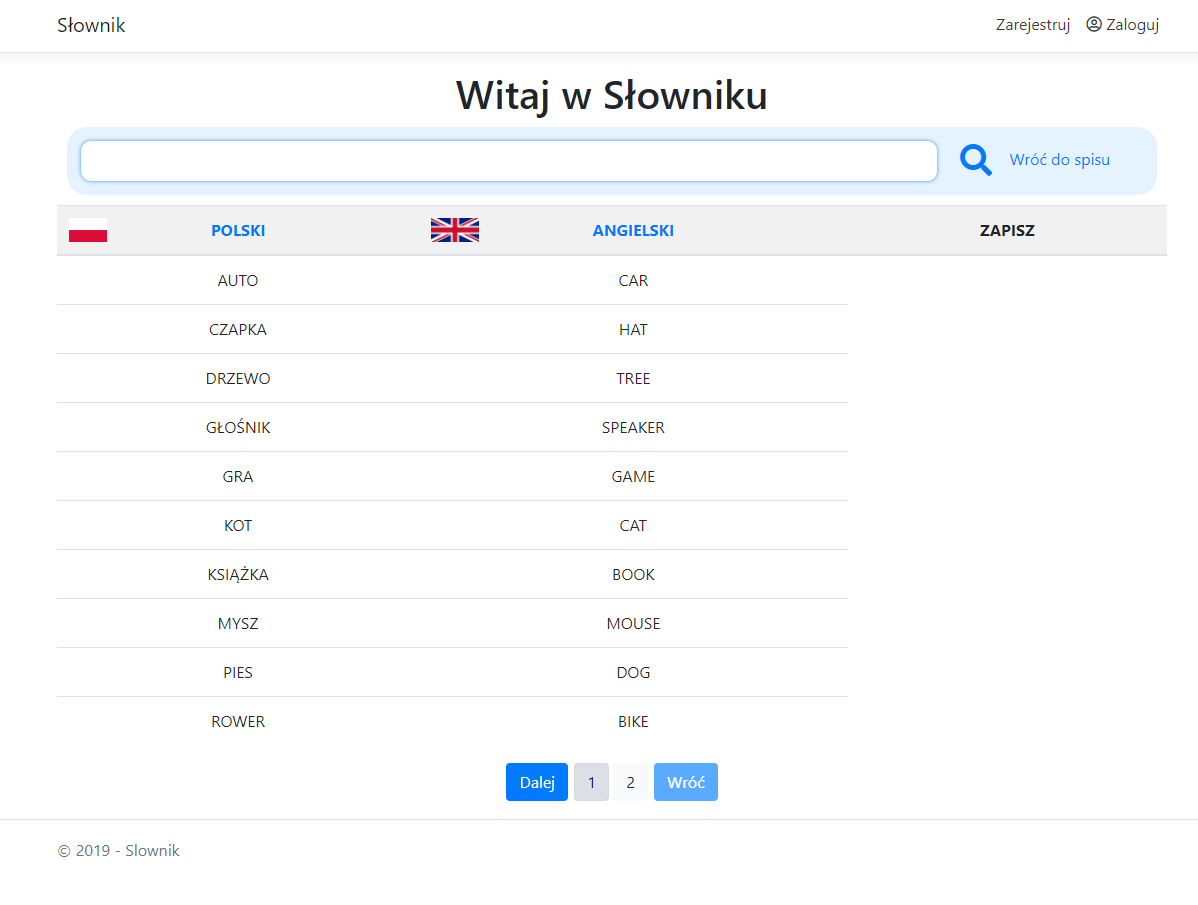 Słownik Zarejestruj Zaloguj
Witaj w Słowniku
Wróć do spisu
POLSKI ANGIELSKI ZAPISZ
AUTO CAR
CZAPKA HAT
DRZEWO TREE
GŁOŚNIK SPEAKER
GRA GAME
KOT CAT
KSIĄŻKA BOOK
MYSZ MOUSE
PIES DOG
ROWER BIKE
Dalej 1 2 Wróć
© 2019 - Slownik